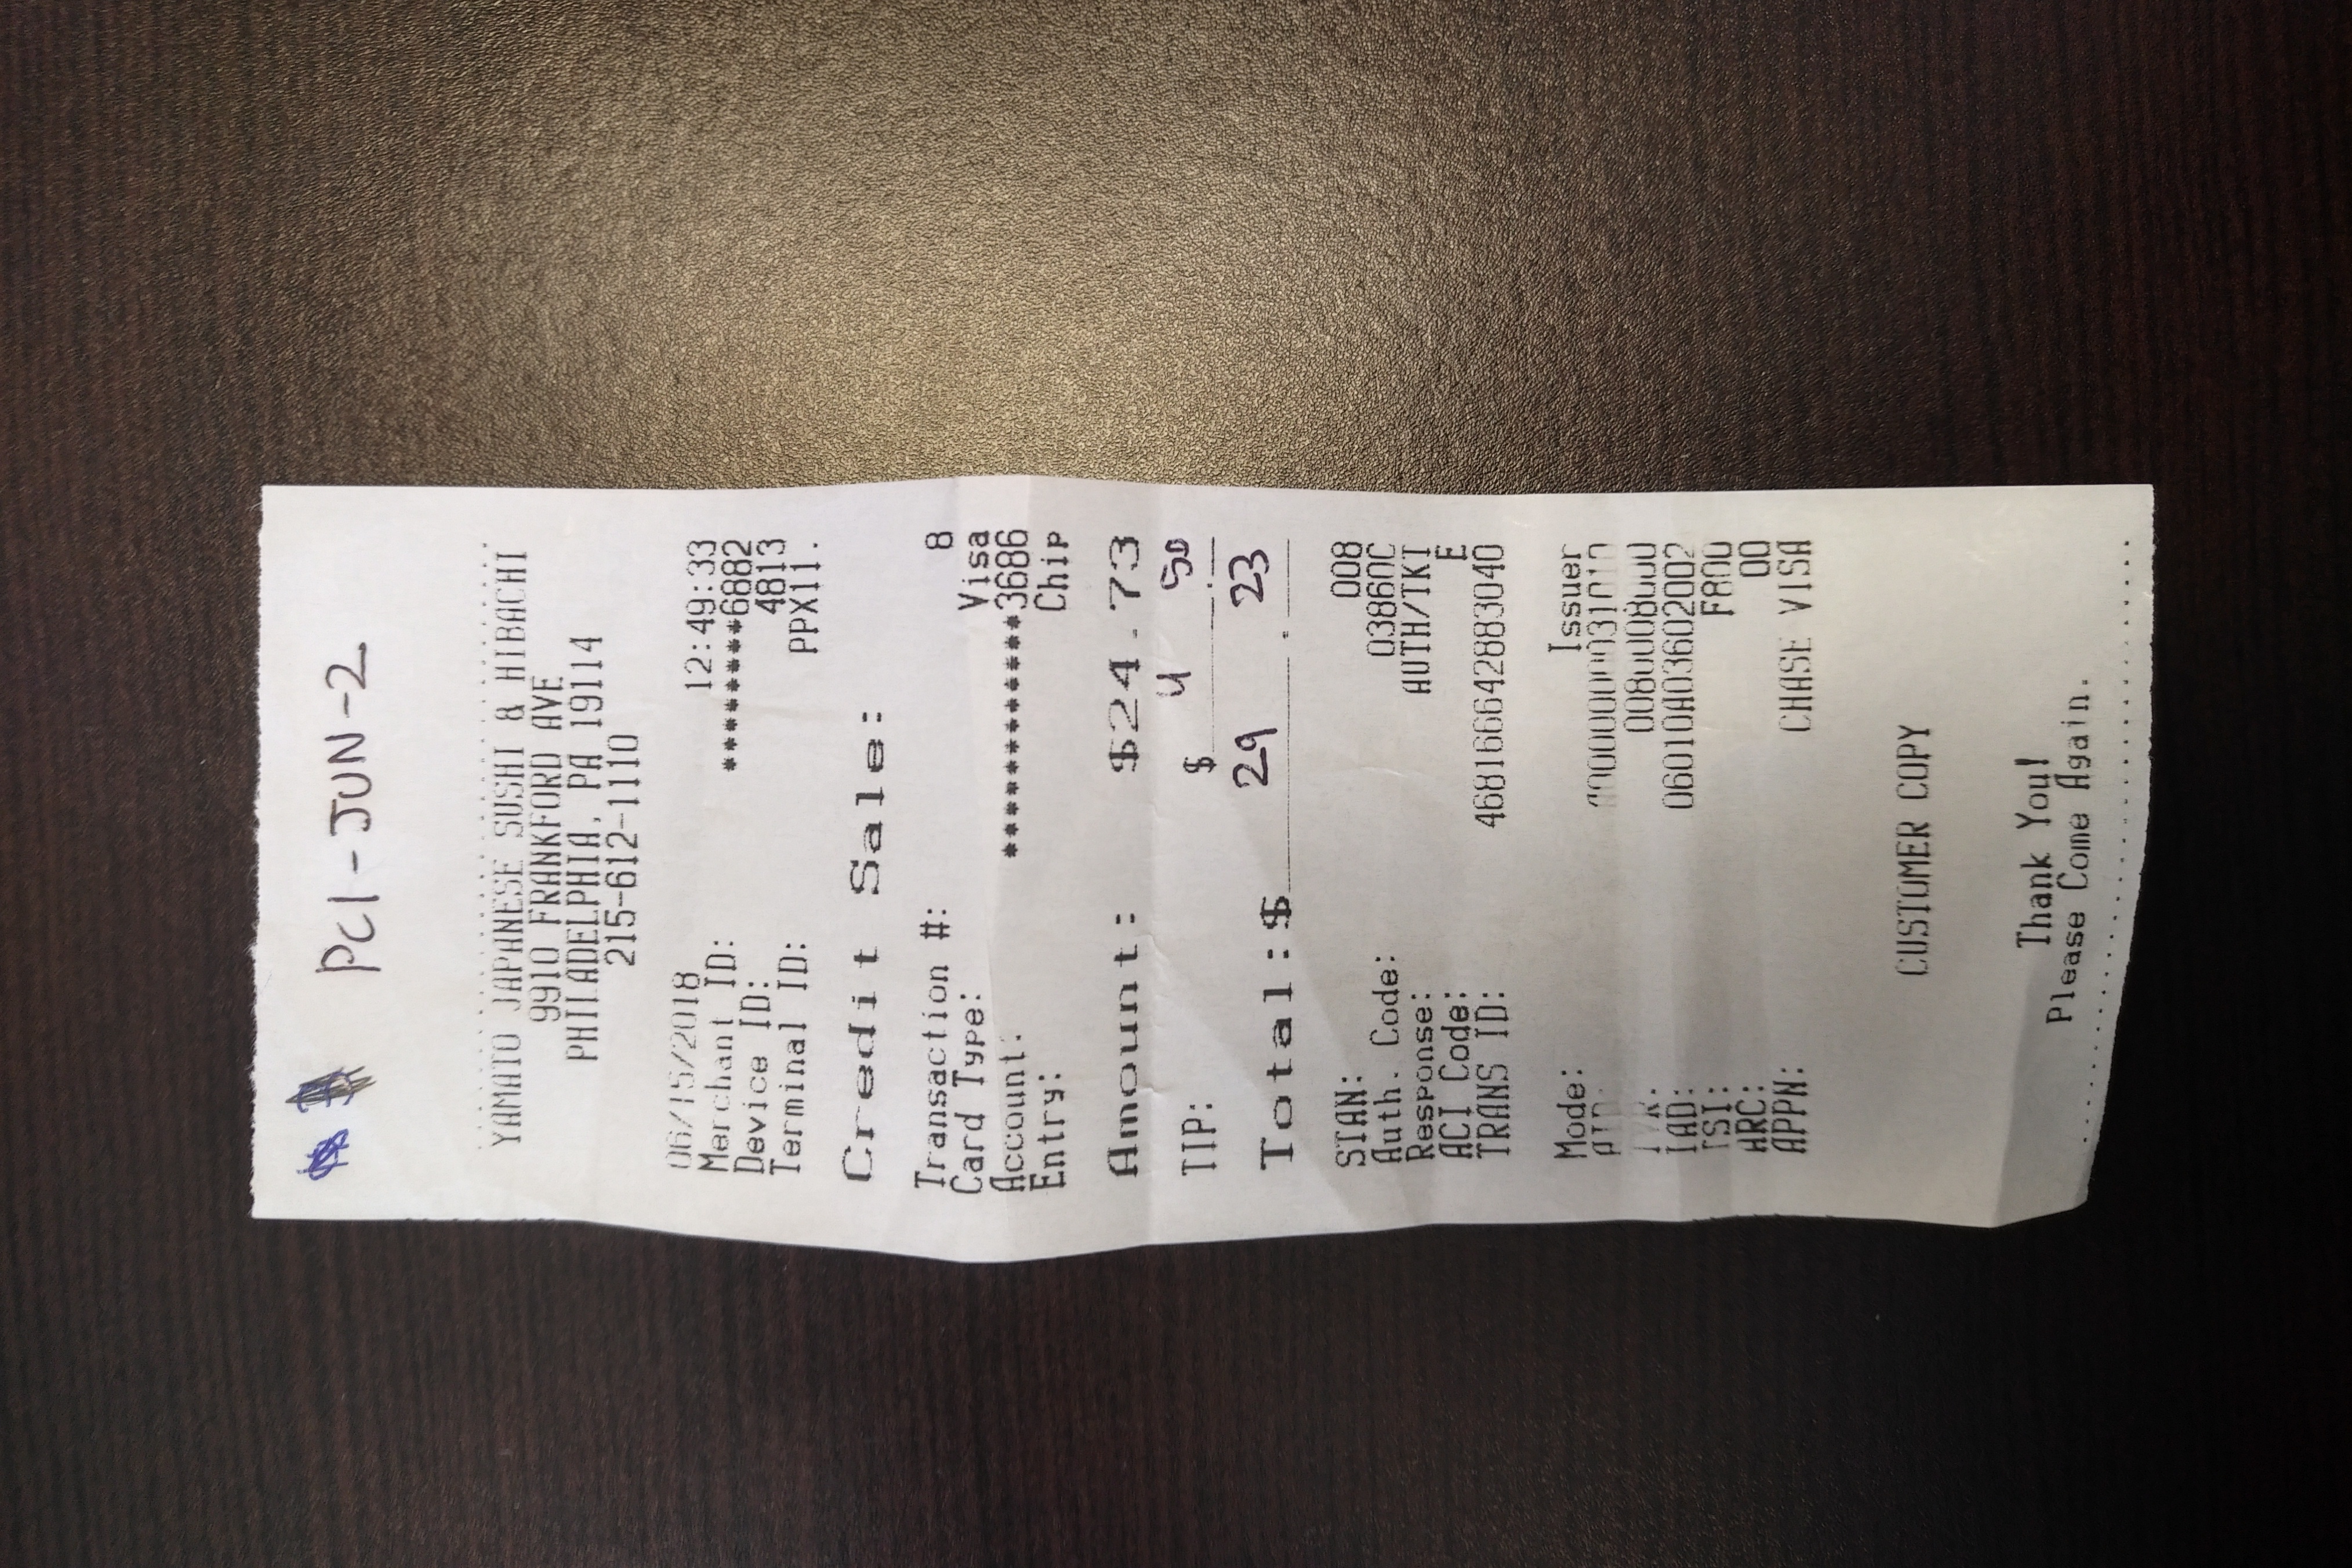 PC1-JUN-2
YAMATO JAPANESE SUSHI & HIBACHI
9910 FRANKFORD AVE
PHILADELPHIA, PA 19114
215-612-1110
06/15/2018 12:49:33
Merchant ID: ********6882
Device ID: 4813
Terminal ID: PPX11.
Credit Sale:
Transaction #: 8
Card Type: Visa
Account: ************3686
Entry: Chip
Amount: $24.73
TIP: $ 4.50
Total:$ 29.23
STAN: 008
Auth. Code: 03860C
Response: AUTH/TKT
ACI Code: E
TRANS ID: 468166642883040
Mode: Issuer
AID: A0000000031010
TVR: 0080008000
IAD: 06010A03602002
TSI: F800
ARC: 00
APPN: CHASE VISA
CUSTOMER COPY
Thank You!
Please Come Again.